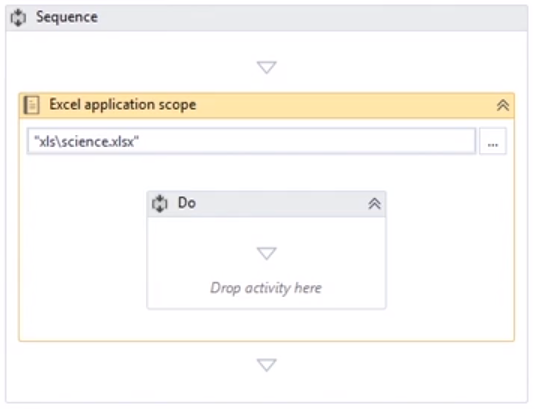 Sequence
Excel application scope
"xls\science.xlsx"
...
Do
Drop activity here